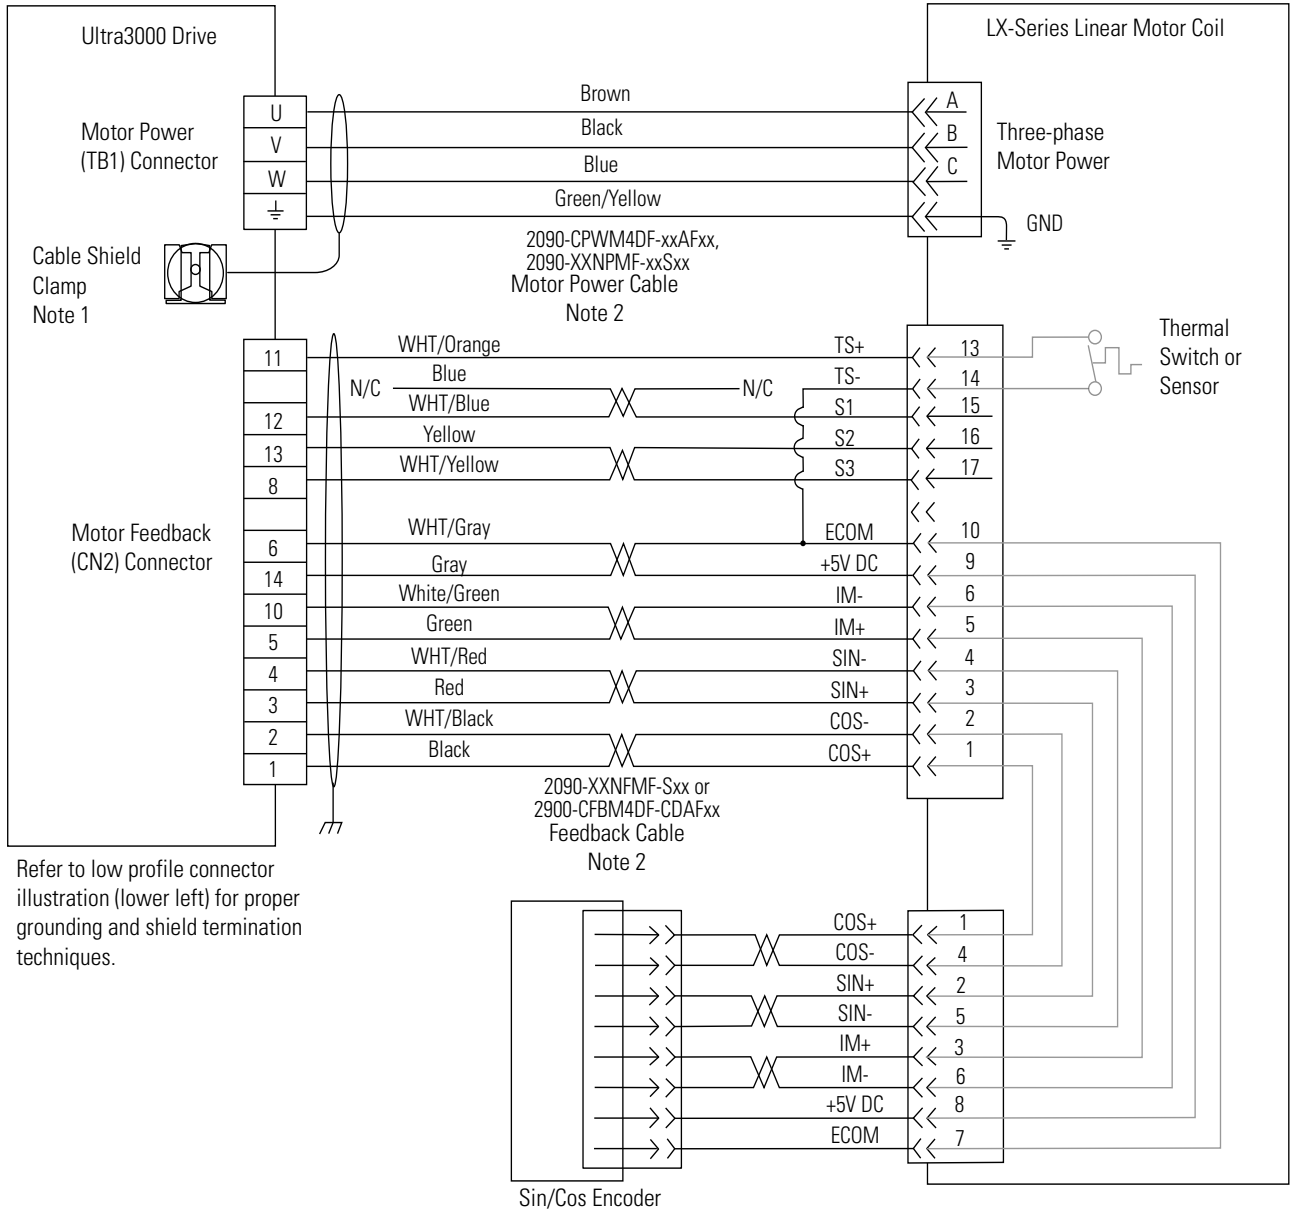 Ultra3000 Drive
LX-Series Linear Motor Coil
Motor Power
(TB1) Connector
U
V
W
Brown
Black
Blue
Green/Yellow
A
B
C
Three-phase
Motor Power
GND
Cable Shield
Clamp
Note 1
2090-CPWM4DF-xxAFxx,
2090-XXNPMF-xxSxx
Motor Power Cable
Note 2
Thermal
Switch or
Sensor
11 WHT/Orange TS+ 13
N/C Blue N/C TS- 14
12 WHT/Blue S1 15
13 Yellow S2 16
8 WHT/Yellow S3 17
Motor Feedback
(CN2) Connector
6 WHT/Gray ECOM 10
14 Gray +5V DC 9
10 White/Green IM- 6
5 Green IM+ 5
4 WHT/Red SIN- 4
3 Red SIN+ 3
2 WHT/Black COS- 2
1 Black COS+ 1
2090-XXNFMF-Sxx or
2900-CFBM4DF-CDAFxx
Feedback Cable
Note 2
Refer to low profile connector
illustration (lower left) for proper
grounding and shield termination
techniques.
COS+ 1
COS- 4
SIN+ 2
SIN- 5
IM+ 3
IM- 6
+5V DC 8
ECOM 7
Sin/Cos Encoder